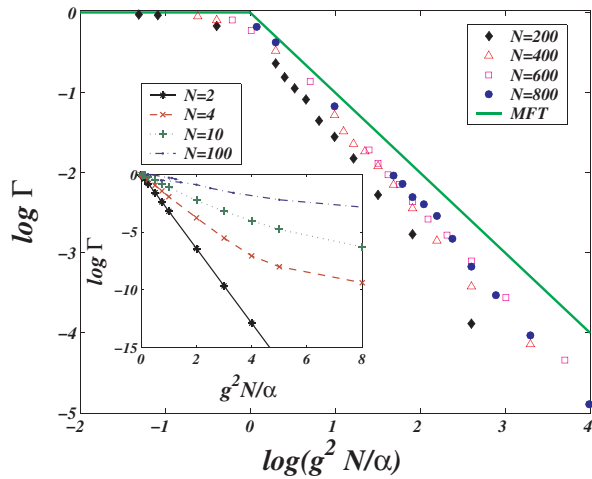 0
−1
−2
−3
−4
−5
log Γ
−2
−1
0
1
2
3
4
log(g² N/α)
N=200
N=400
N=600
N=800
MFT
N=2
N=4
N=10
N=100
0
−5
−10
−15
log Γ
0
2
4
6
8
g² N/α